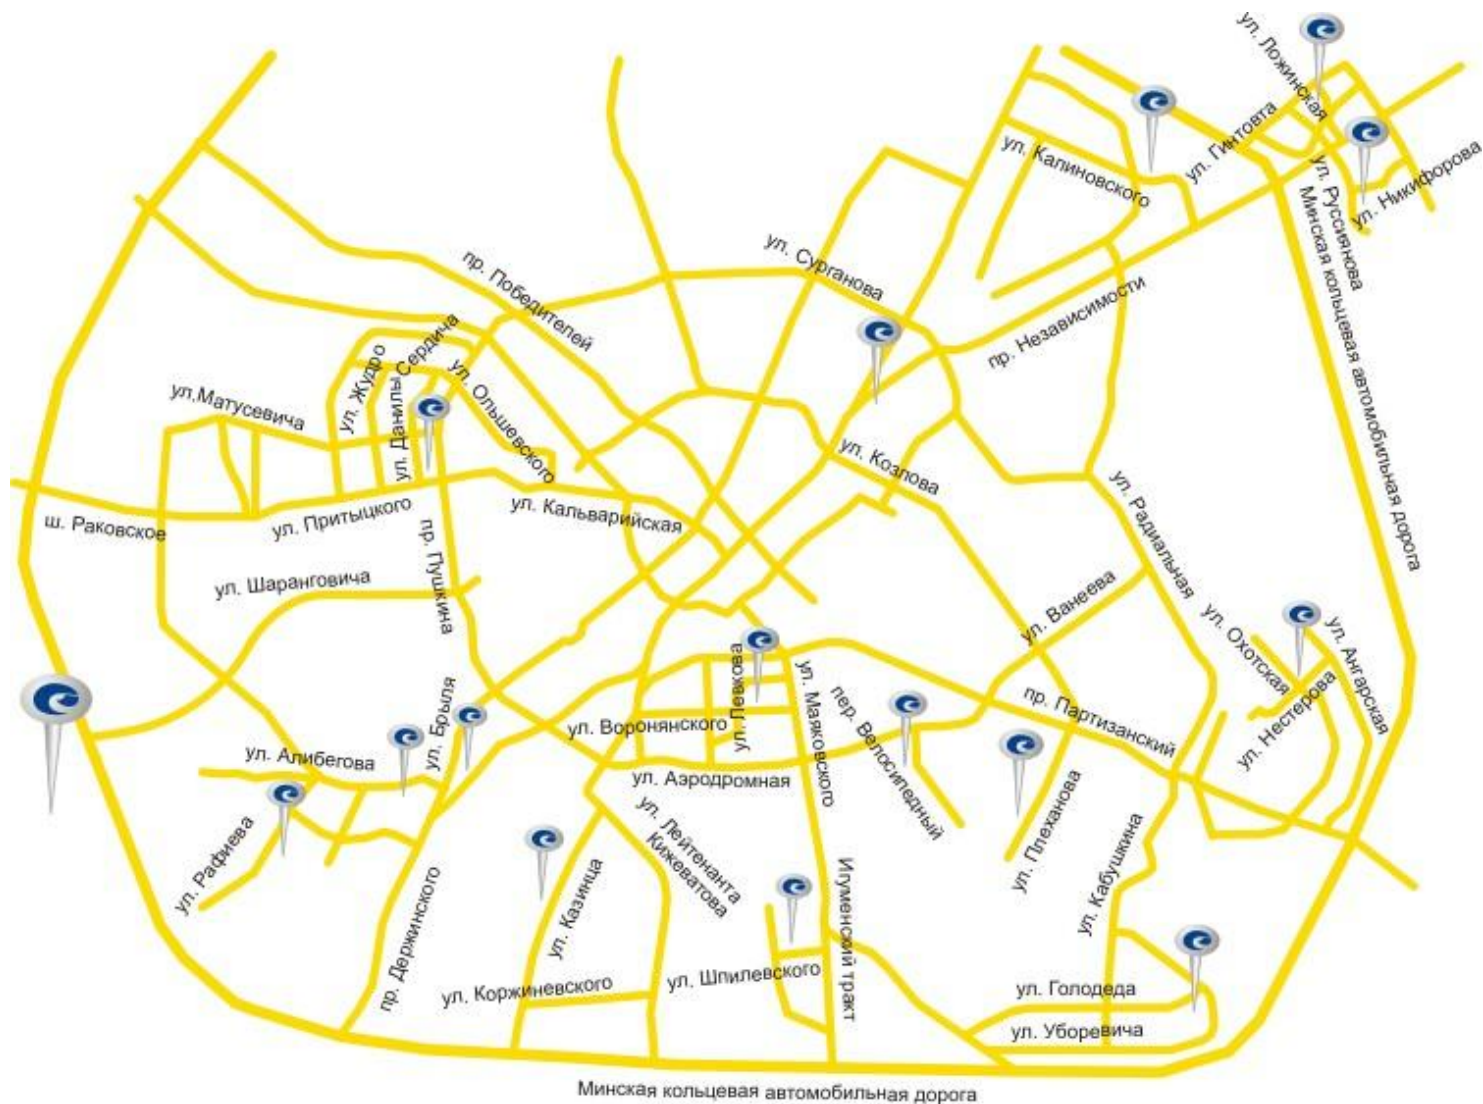 ул. Ложинская
ул. Гинтовта
ул. Калиновского
ул. Руссиянова
ул. Никифорова
Минская кольцевая автомобильная дорога
ул. Сурганова
пр. Победителей
пр. Независимости
ул. Жудро
ул. Данилы Сердича
ул. Ольшевского
ул.Матусевича
ул. Козлова
ш. Раковское
ул. Притыцкого
ул. Кальварийская
ул. Радиальная
пр. Пушкина
ул. Шаранговича
ул. Ванеева
ул. Охотская
ул. Ангарская
ул. Нестерова
ул. Левкова
ул. Маяковского
пер. Велосипедный
пр. Партизанский
ул. Брыля
ул. Воронянского
ул. Алибегова
ул. Аэродромная
ул. Рафиева
ул. Лейтенанта
Кижеватова
ул. Плеханова
ул. Кабушкина
ул. Казинца
Игуменский тракт
пр. Держинского
ул. Коржиневского
ул. Шпилевского
ул. Голодеда
ул. Уборевича
Минская кольцевая автомобильная дорога